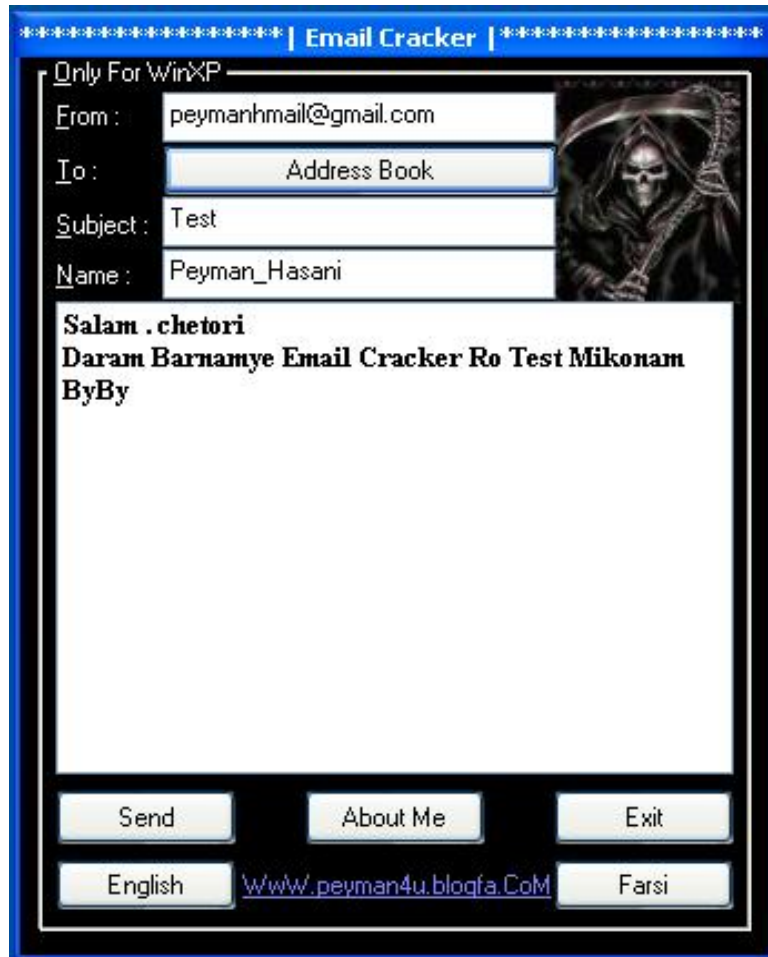 ********************| Email Cracker |********************
Only For WinXP
From : peymanhmail@gmail.com
To : Address Book
Subject : Test
Name : Peyman_Hasani
Salam . chetori
Daram Barnamye Email Cracker Ro Test Mikonam
ByBy
Send About Me Exit
English WwW.peyman4u.blogfa.CoM Farsi